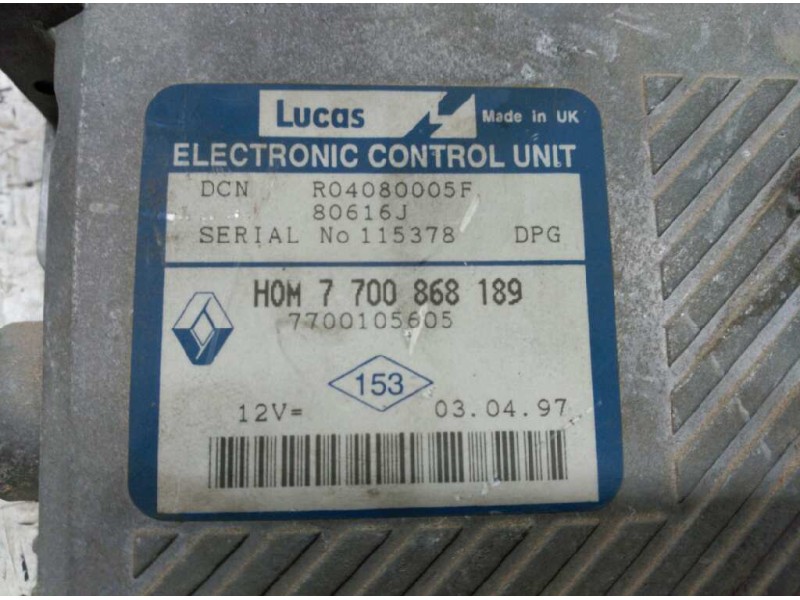 Lucas
Made in UK
ELECTRONIC CONTROL UNIT
DCN R04080005F
80616J
SERIAL No 115378 DPG
HOM 7 700 868 189
7700105605
153
12V= 03.04.97